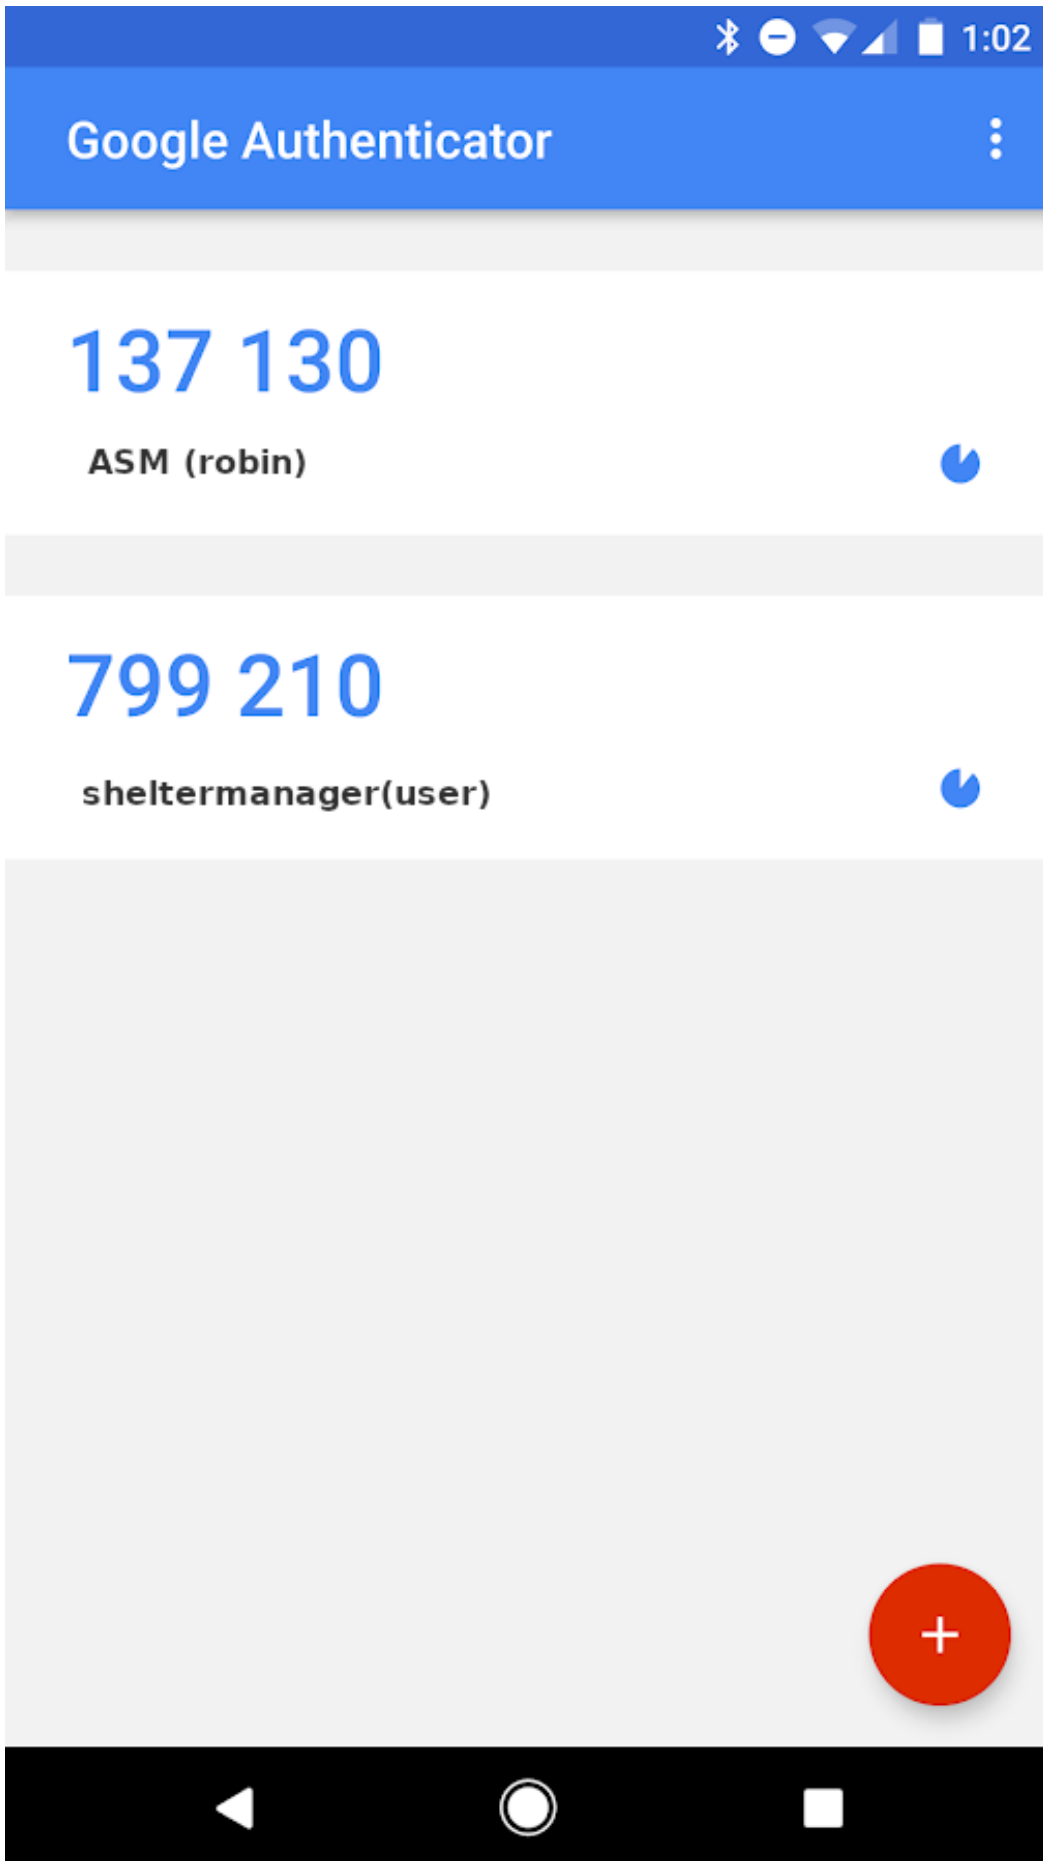 1:02
Google Authenticator
137 130
ASM (robin)
799 210
sheltermanager(user)